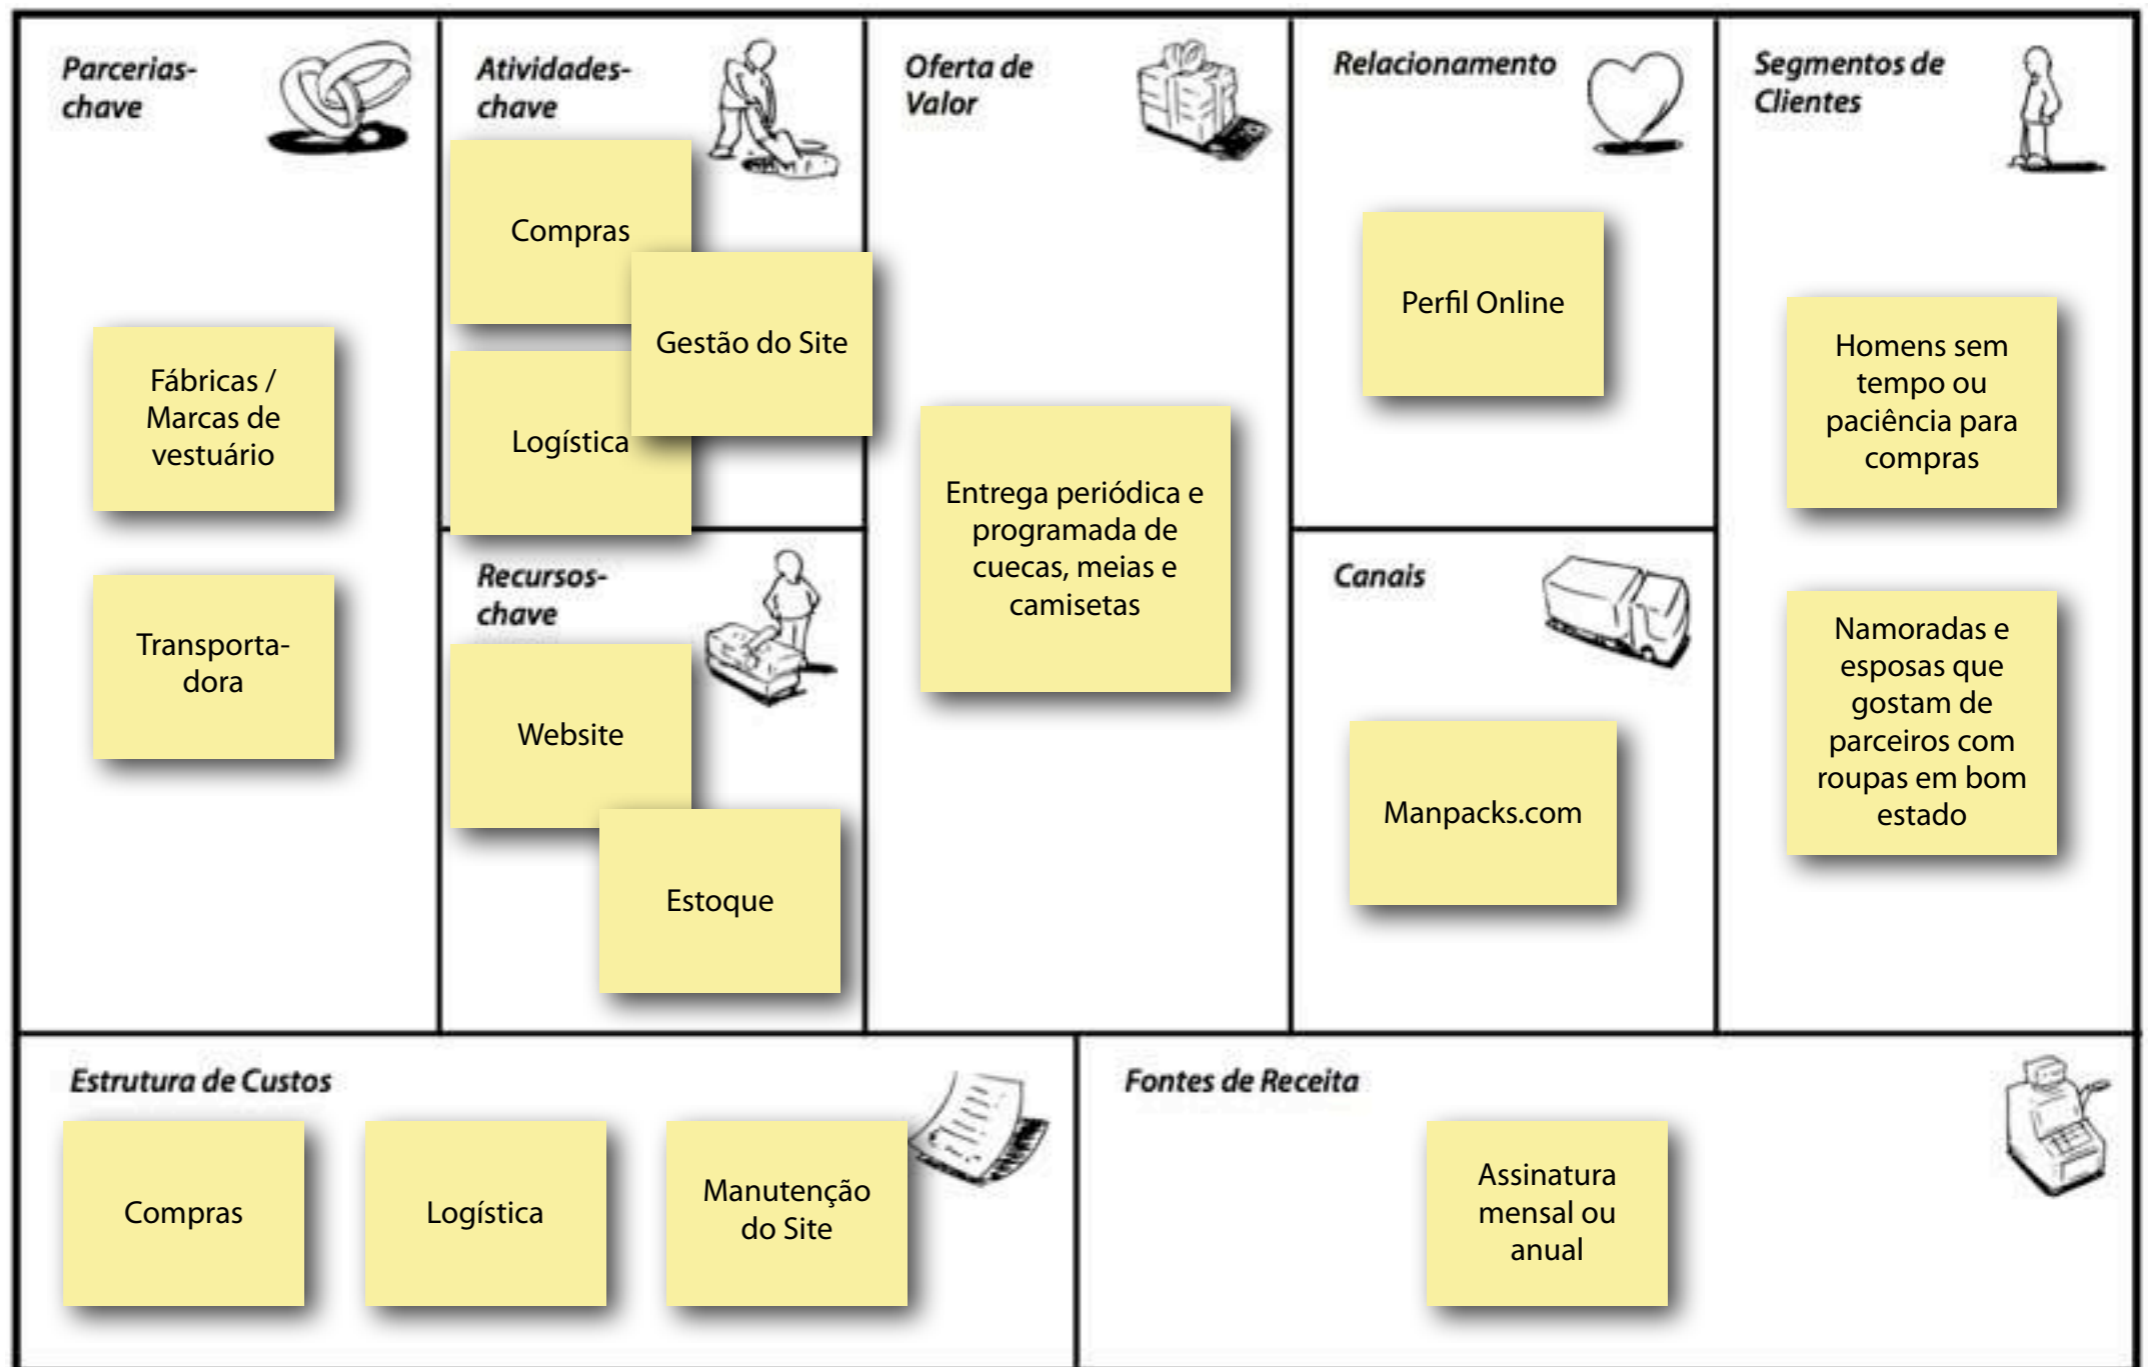 Parcerias-
chave
Fábricas /
Marcas de
vestuário
Transporta-
dora
Atividades-
chave
Compras
Gestão do Site
Logística
Recursos-
chave
Website
Estoque
Oferta de
Valor
Entrega periódica e
programada de
cuecas, meias e
camisetas
Relacionamento
Perfil Online
Canais
Manpacks.com
Segmentos de
Clientes
Homens sem
tempo ou
paciência para
compras
Namoradas e
esposas que
gostam de
parceiros com
roupas em bom
estado
Estrutura de Custos
Compras
Logística
Manutenção
do Site
Fontes de Receita
Assinatura
mensal ou
anual